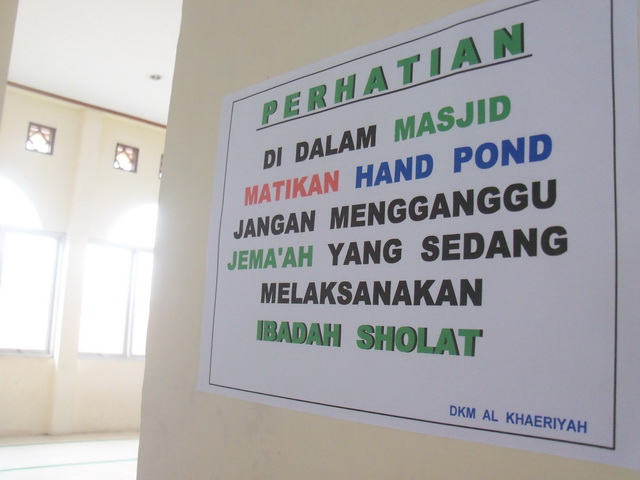 PERHATIAN
DI DALAM MASJID
MATIKAN HAND POND
JANGAN MENGGANGGU
JEMA'AH YANG SEDANG
MELAKSANAKAN
IBADAH SHOLAT
DKM AL KHAERIYAH